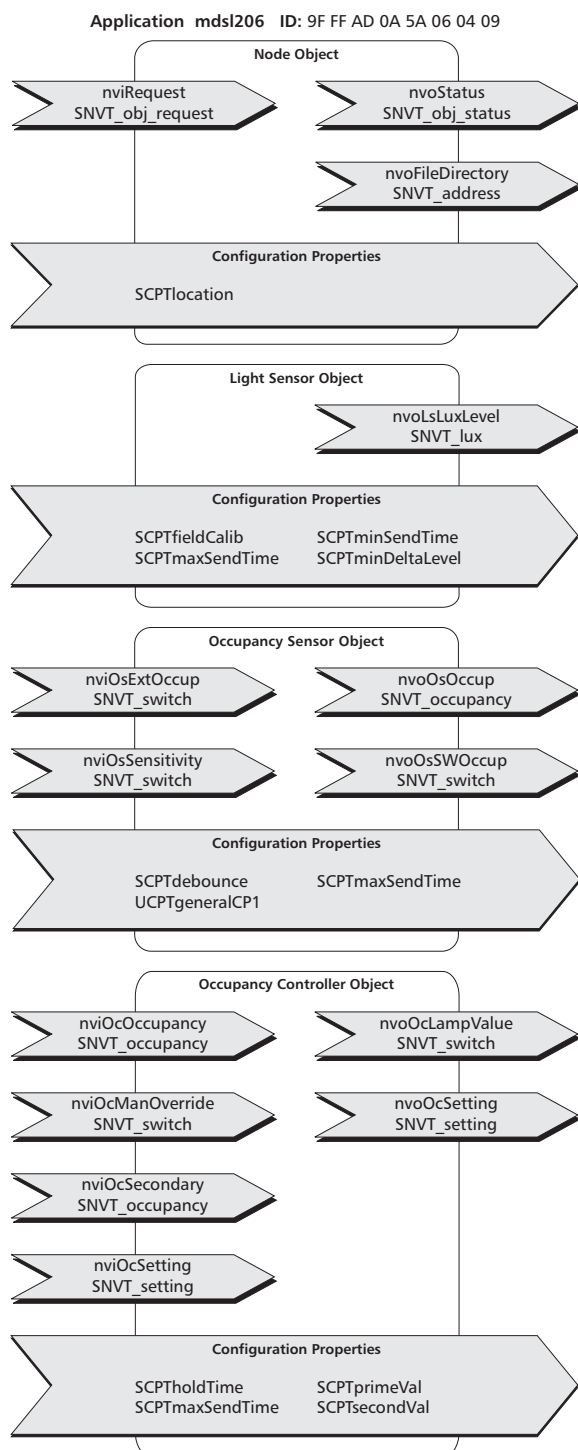 Application mdsl206 ID: 9F FF AD 0A 5A 06 04 09
Node Object
nviRequest
SNVT_obj_request
nvoStatus
SNVT_obj_status
nvoFileDirectory
SNVT_address
Configuration Properties
SCPTlocation
Light Sensor Object
nvoLsLuxLevel
SNVT_lux
Configuration Properties
SCPTfieldCalib SCPTminSendTime
SCPTmaxSendTime SCPTminDeltaLevel
Occupancy Sensor Object
nviOsExtOccup
SNVT_switch
nvoOsOccup
SNVT_occupancy
nviOsSensitivity
SNVT_switch
nvoOsSWOccup
SNVT_switch
Configuration Properties
SCPTdebounce SCPTmaxSendTime
UCPTgeneralCP1
Occupancy Controller Object
nviOcOccupancy
SNVT_occupancy
nvoOcLampValue
SNVT_switch
nviOcManOverride
SNVT_switch
nvoOcSetting
SNVT_setting
nviOcSecondary
SNVT_occupancy
nviOcSetting
SNVT_setting
Configuration Properties
SCPTholdTime SCPTprimeVal
SCPTmaxSendTime SCPTsecondVal